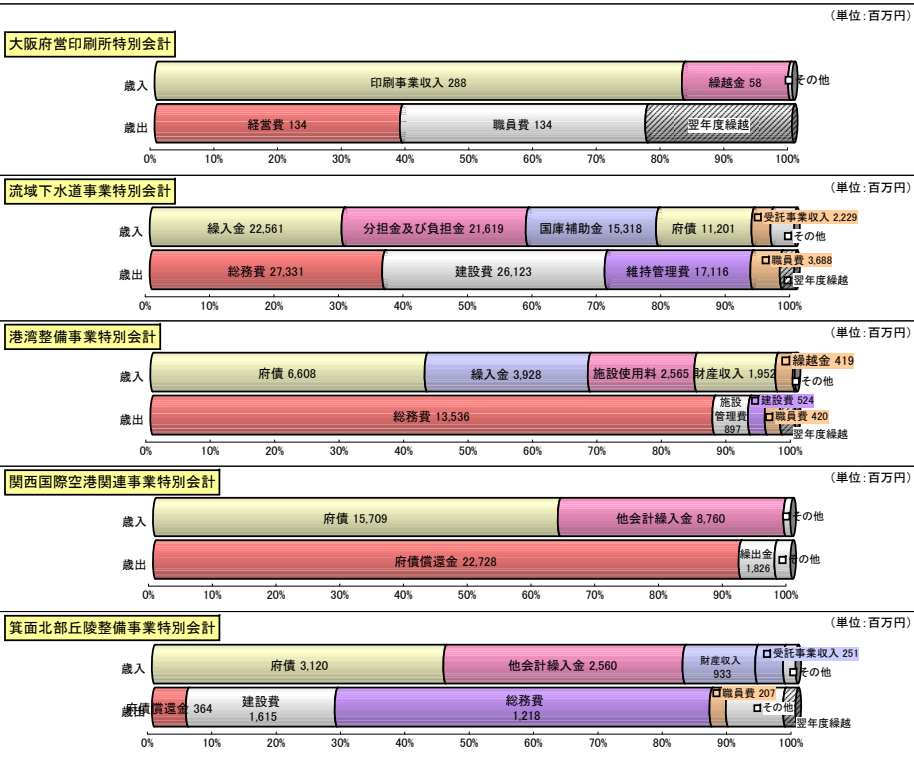 （単位：百万円）
大阪府営印刷所特別会計
歳入
印刷事業収入 288
繰越金 58
その他
歳出
経営費 134
職員費 134
翌年度繰越
0% 10% 20% 30% 40% 50% 60% 70% 80% 90% 100%
流域下水道事業特別会計
（単位：百万円）
歳入
繰入金 22,561
分担金及び負担金 21,619
国庫補助金 15,318
府債 11,201
受託事業収入 2,229
その他
歳出
総務費 27,331
建設費 26,123
維持管理費 17,116
職員費 3,688
翌年度繰越
0% 10% 20% 30% 40% 50% 60% 70% 80% 90% 100%
港湾整備事業特別会計
（単位：百万円）
歳入
府債 6,608
繰入金 3,928
施設使用料 2,565
財産収入 1,952
繰越金 419
その他
歳出
総務費 13,536
施設
管理費
897
建設費 524
職員費 420
翌年度繰越
0% 10% 20% 30% 40% 50% 60% 70% 80% 90% 100%
関西国際空港関連事業特別会計
（単位：百万円）
歳入
府債 15,709
他会計繰入金 8,760
その他
歳出
府債償還金 22,728
繰出金
1,826
その他
0% 10% 20% 30% 40% 50% 60% 70% 80% 90% 100%
箕面北部丘陵整備事業特別会計
（単位：百万円）
歳入
府債 3,120
他会計繰入金 2,560
財産収入
933
受託事業収入 251
その他
歳出
府債償還金 364
建設費
1,615
総務費
1,218
職員費 207
その他
翌年度繰越
0% 10% 20% 30% 40% 50% 60% 70% 80% 90% 100%